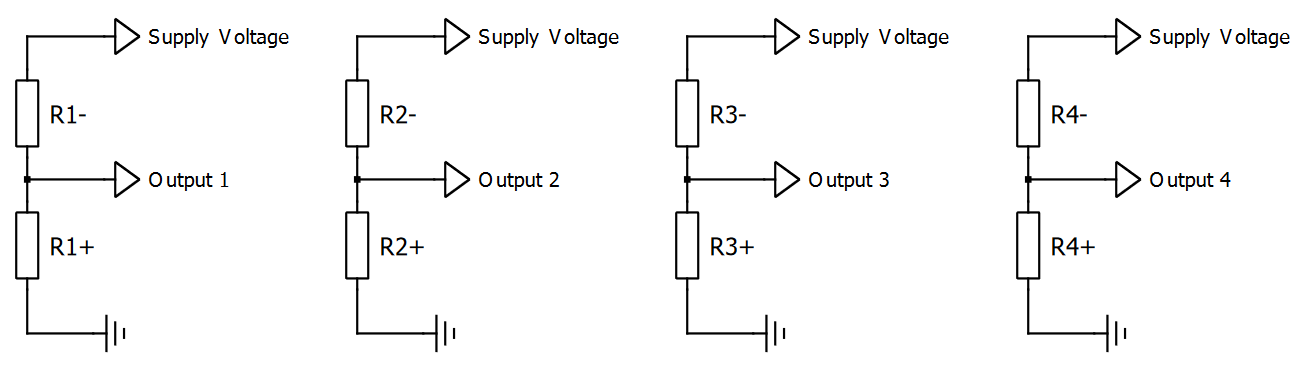 Supply Voltage
R1-
Output 1
R1+
Supply Voltage
R2-
Output 2
R2+
Supply Voltage
R3-
Output 3
R3+
Supply Voltage
R4-
Output 4
R4+